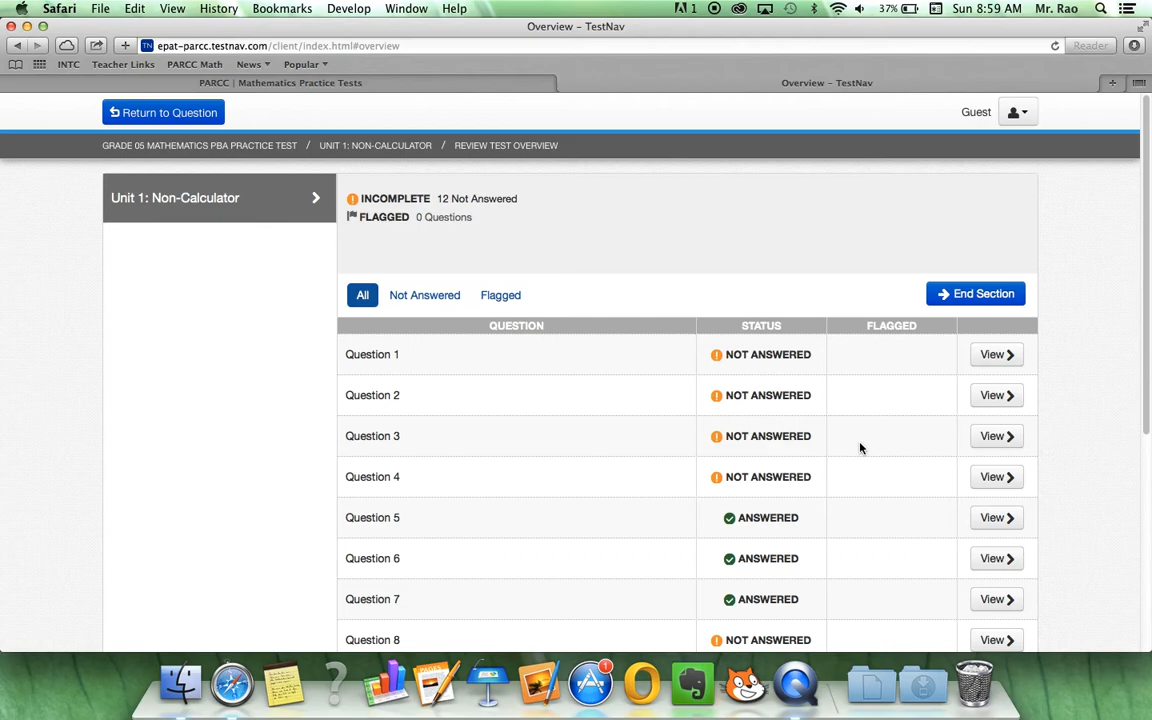 Safari File Edit View History Bookmarks Develop Window Help 1 37% Sun 8:59 AM Mr. Rao
Overview – TestNav
TN epat-parcc.testnav.com/client/index.html#overview Reader
INTC Teacher Links PARCC Math News Popular
PARCC | Mathematics Practice Tests Overview – TestNav
Return to Question Guest
GRADE 05 MATHEMATICS PBA PRACTICE TEST / UNIT 1: NON-CALCULATOR / REVIEW TEST OVERVIEW
Unit 1: Non-Calculator
INCOMPLETE 12 Not Answered
FLAGGED 0 Questions
All Not Answered Flagged End Section
QUESTION STATUS FLAGGED
Question 1 NOT ANSWERED View
Question 2 NOT ANSWERED View
Question 3 NOT ANSWERED View
Question 4 NOT ANSWERED View
Question 5 ANSWERED View
Question 6 ANSWERED View
Question 7 ANSWERED View
Question 8 NOT ANSWERED View
PAGES
1